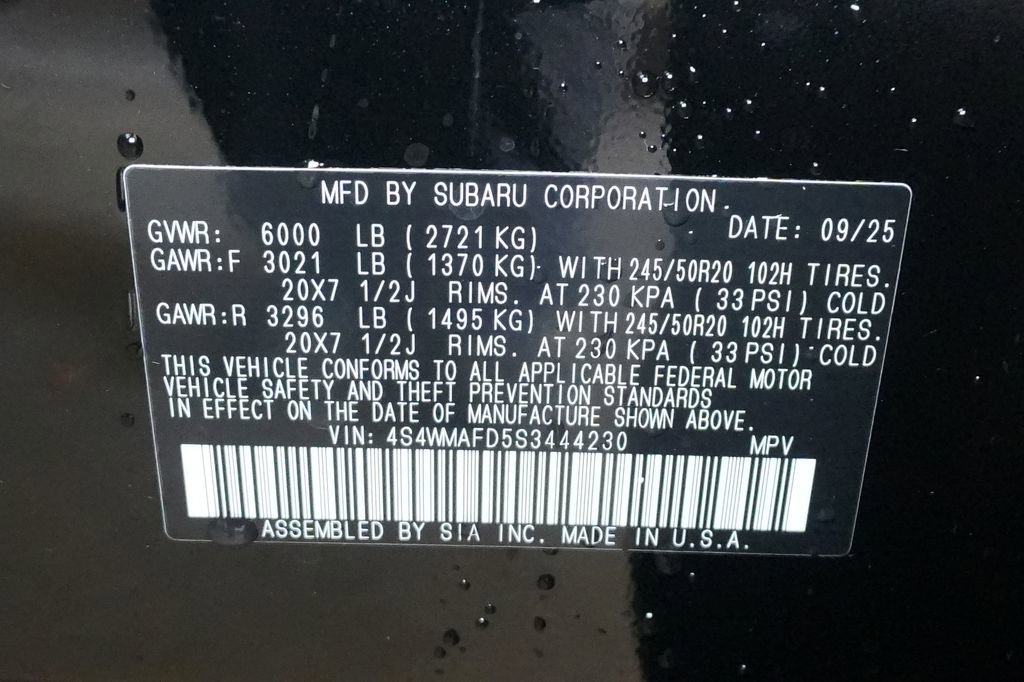 MFD BY SUBARU CORPORATION.
DATE: 09/25
GVWR: 6000 LB ( 2721 KG)
GAWR:F 3021 LB ( 1370 KG) WITH 245/50R20 102H TIRES.
20X7 1/2J RIMS. AT 230 KPA ( 33 PSI) COLD
GAWR:R 3296 LB ( 1495 KG) WITH 245/50R20 102H TIRES.
20X7 1/2J RIMS. AT 230 KPA ( 33 PSI) COLD
THIS VEHICLE CONFORMS TO ALL APPLICABLE FEDERAL MOTOR
VEHICLE SAFETY AND THEFT PREVENTION STANDARDS
IN EFFECT ON THE DATE OF MANUFACTURE SHOWN ABOVE.
VIN: 4S4WMAFD5S3444230 MPV
ASSEMBLED BY SIA INC. MADE IN U.S.A.